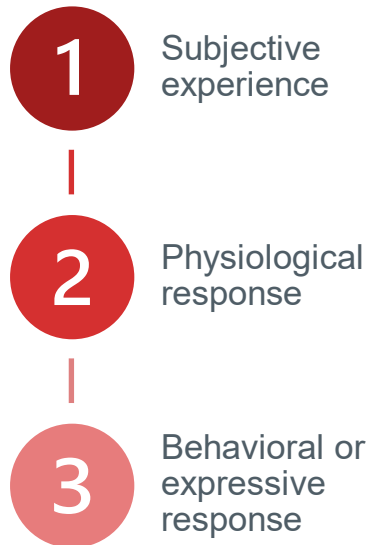 1
Subjective
experience
2
Physiological
response
3
Behavioral or
expressive
response